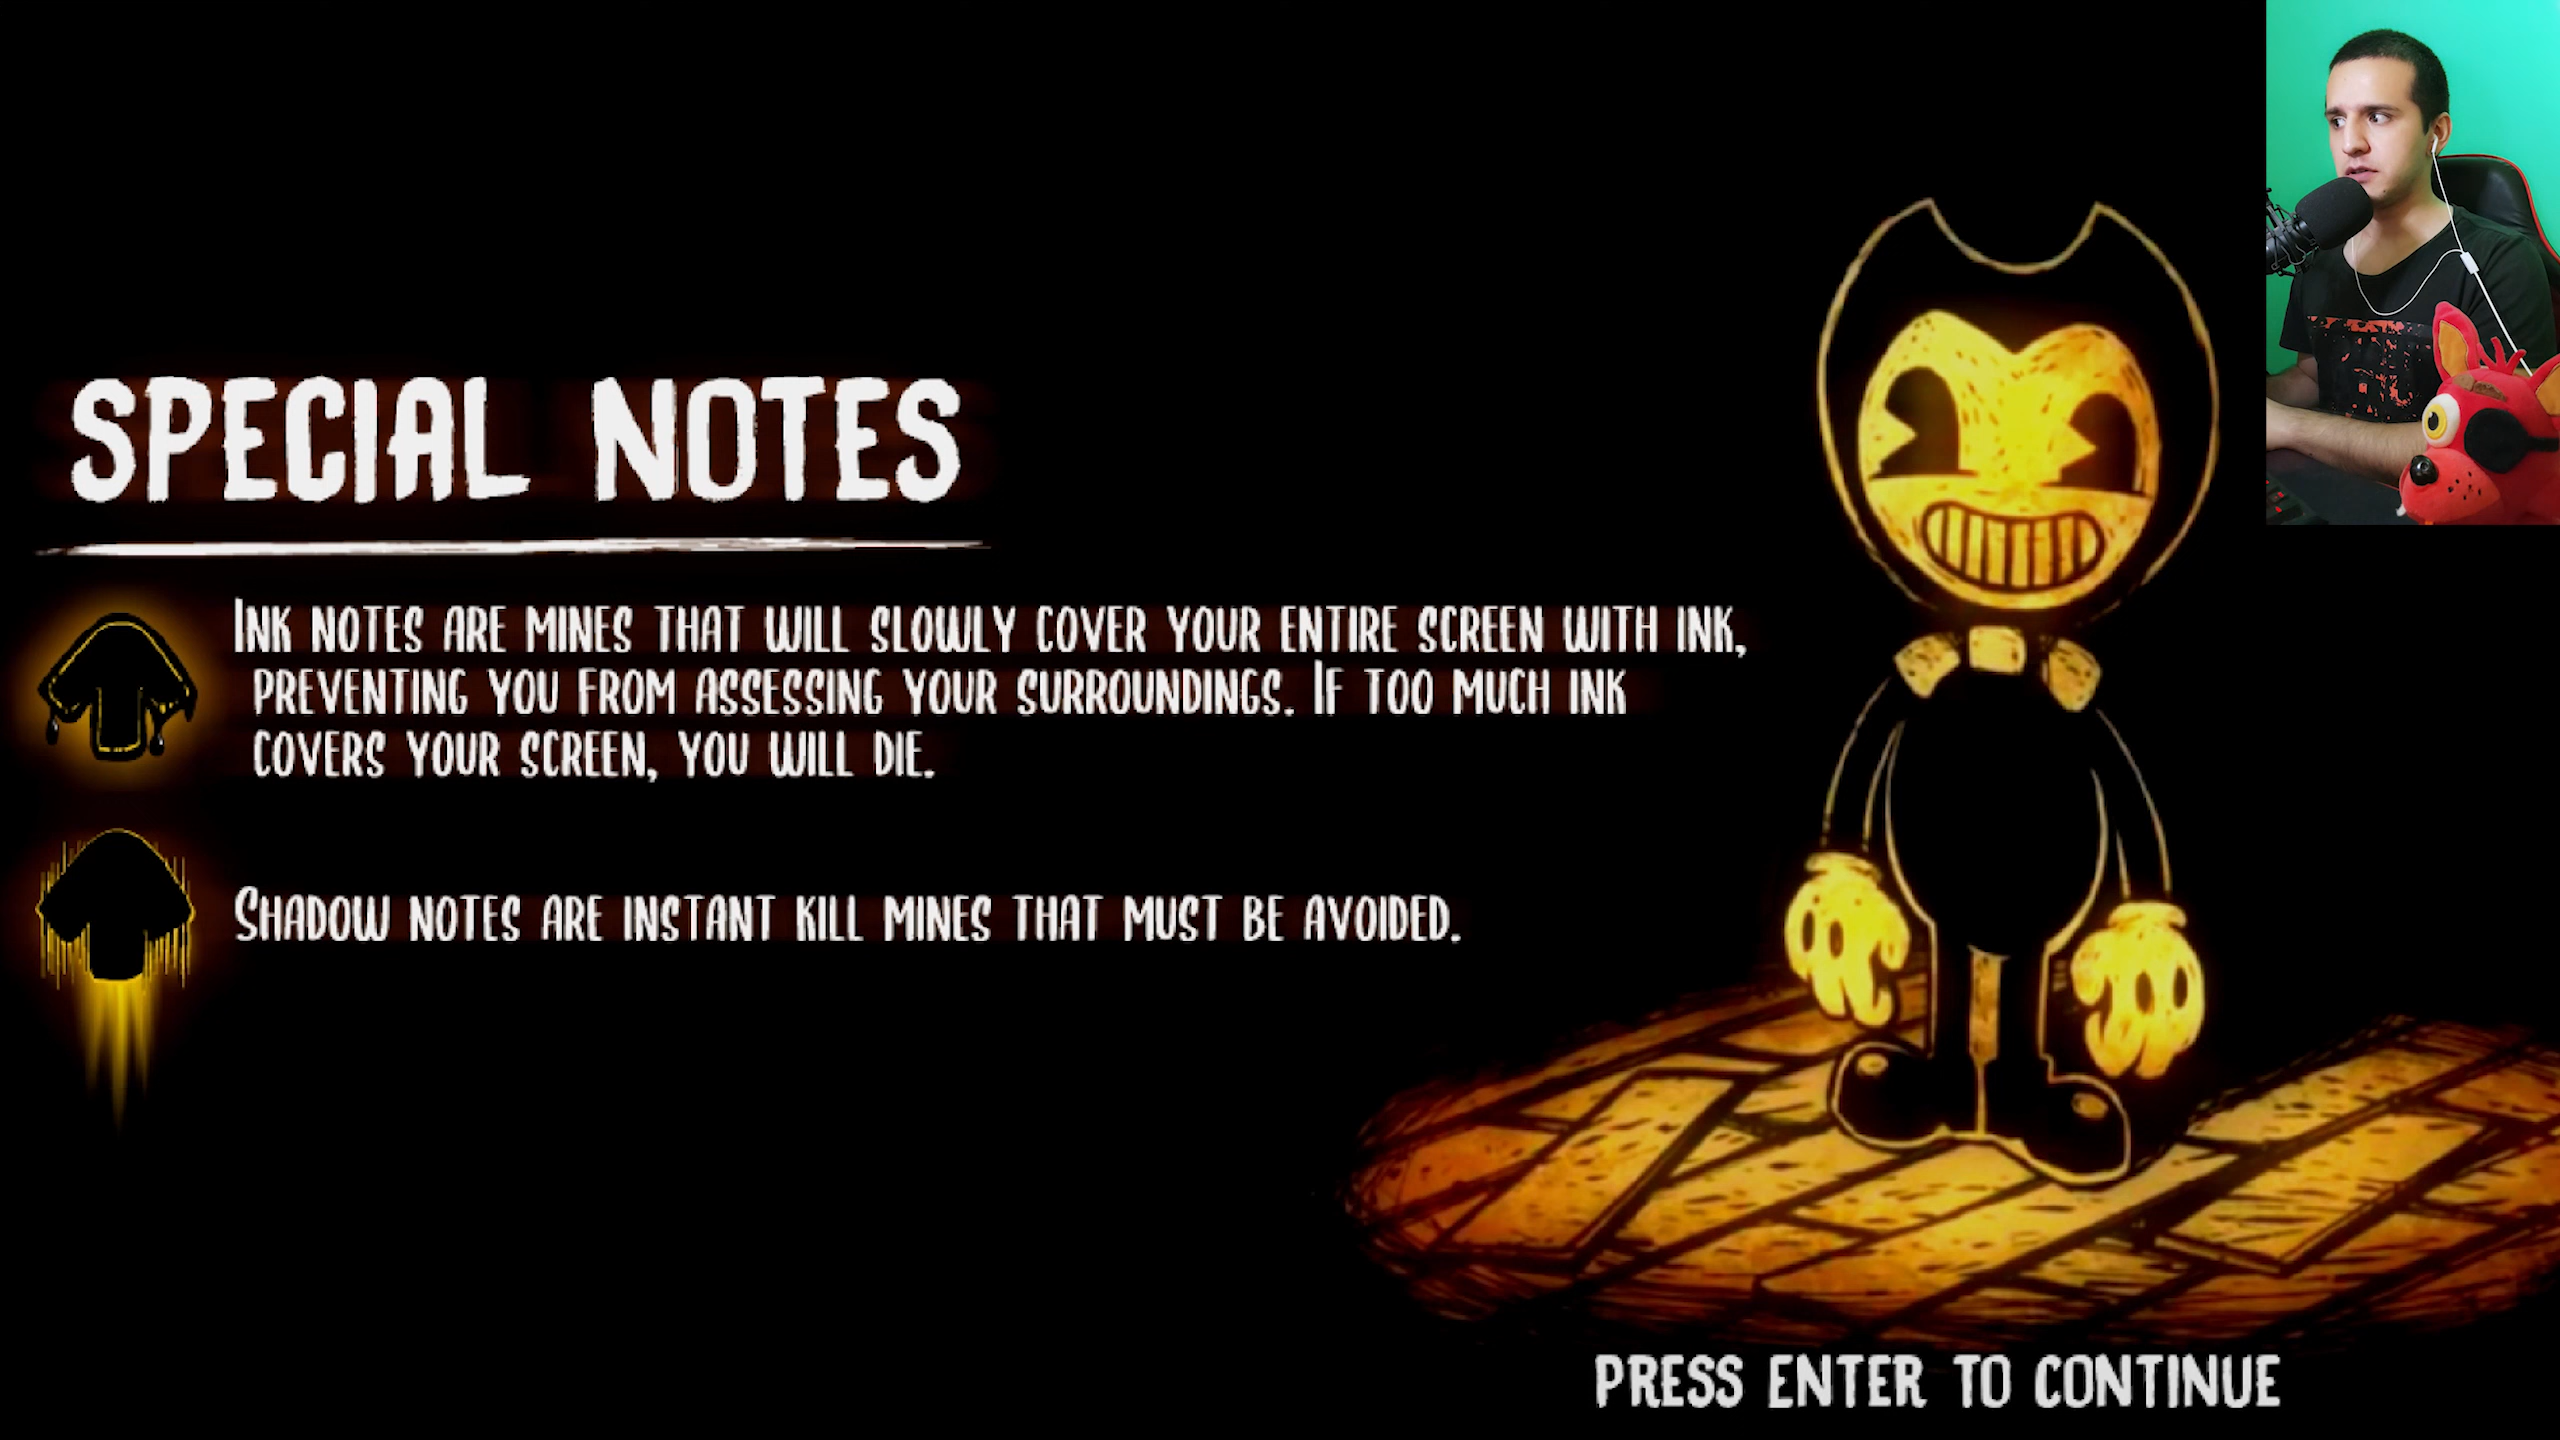 SPECIAL NOTES
INK NOTES ARE MINES THAT WILL SLOWLY COVER YOUR ENTIRE SCREEN WITH INK,
PREVENTING YOU FROM ASSESSING YOUR SURROUNDINGS. IF TOO MUCH INK
COVERS YOUR SCREEN, YOU WILL DIE.
SHADOW NOTES ARE INSTANT KILL MINES THAT MUST BE AVOIDED.
PRESS ENTER TO CONTINUE